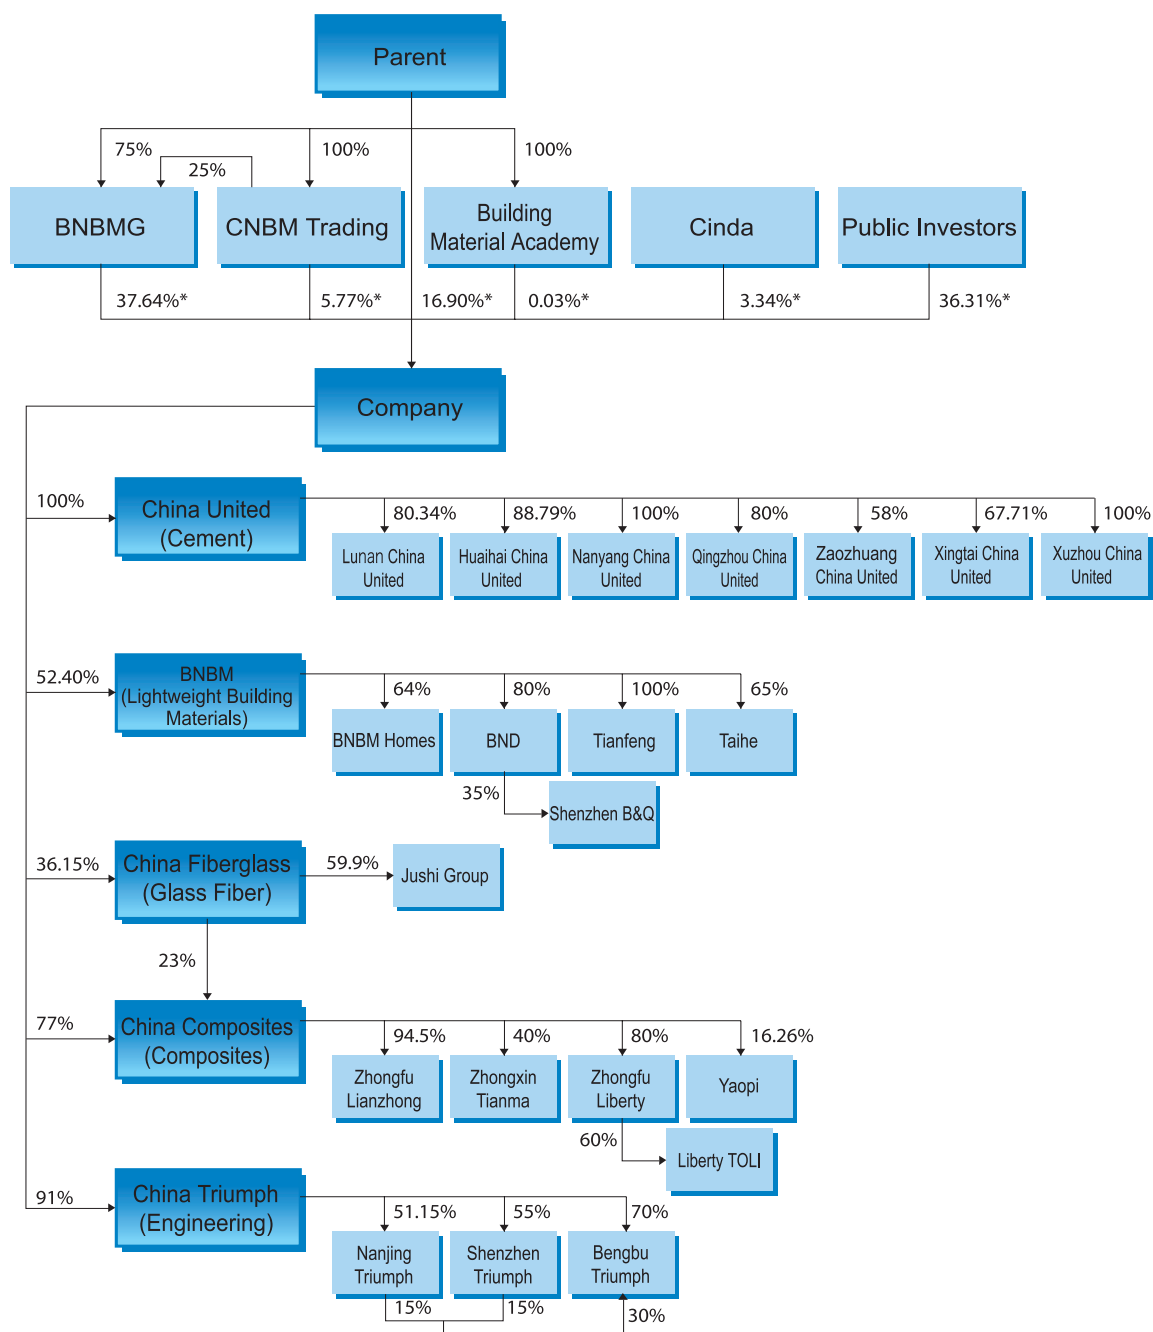 Parent
75%
100%
100%
25%
BNBMG
CNBM Trading
Building
Material Academy
Cinda
Public Investors
37.64%*
5.77%*
16.90%*
0.03%*
3.34%*
36.31%*
Company
100%
China United
(Cement)
80.34%
88.79%
100%
80%
58%
67.71%
100%
Lunan China
United
Huaihai China
United
Nanyang China
United
Qingzhou China
United
Zaozhuang
China United
Xingtai China
United
Xuzhou China
United
52.40%
BNBM
(Lightweight Building
Materials)
64%
80%
100%
65%
BNBM Homes
BND
Tianfeng
Taihe
35%
Shenzhen B&Q
36.15%
China Fiberglass
(Glass Fiber)
59.9%
Jushi Group
23%
77%
China Composites
(Composites)
94.5%
40%
80%
16.26%
Zhongfu
Lianzhong
Zhongxin
Tianma
Zhongfu
Liberty
Yaopi
60%
Liberty TOLI
91%
China Triumph
(Engineering)
51.15%
55%
70%
Nanjing
Triumph
Shenzhen
Triumph
Bengbu
Triumph
15%
15%
30%